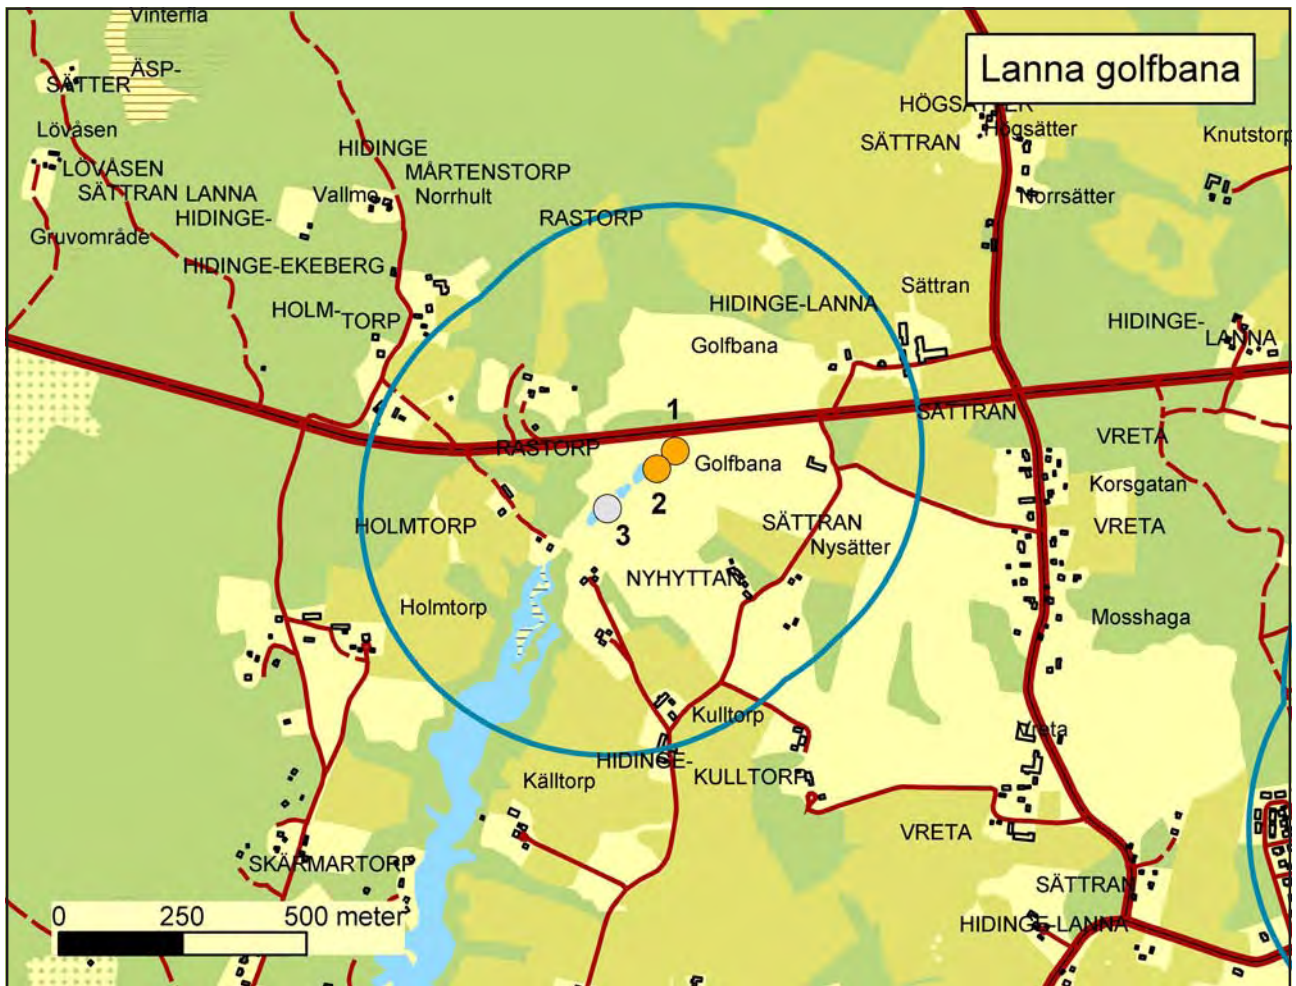 Vinterfla
ÄSP-
SÄTTER
Lanna golfbana
Lövåsen
HÖGSÄTTER
Högsätter
Knutstorp
SÄTTRAN
HIDINGE
LÖVÅSEN
MÅRTENSTORP
SÄTTRAN LANNA
Vallmo
Norrhult
Norrsätter
HIDINGE-
RASTORP
Gruvområde
HIDINGE-EKEBERG
Sättran
HOLM-
TORP
HIDINGE-LANNA
HIDINGE-
LANNA
Golfbana
1
SÄTTRAN
VRETA
RASTORP
Golfbana
2
Korsgatan
3
HOLMTORP
SÄTTRAN
VRETA
Nysätter
NYHYTTAN
Holmtorp
Mosshaga
Kulltorp
Vreta
HIDINGE-
KULLTORP
Källtorp
VRETA
SKÄRMARTORP
SÄTTRAN
0 250 500 meter
HIDINGE-LANNA